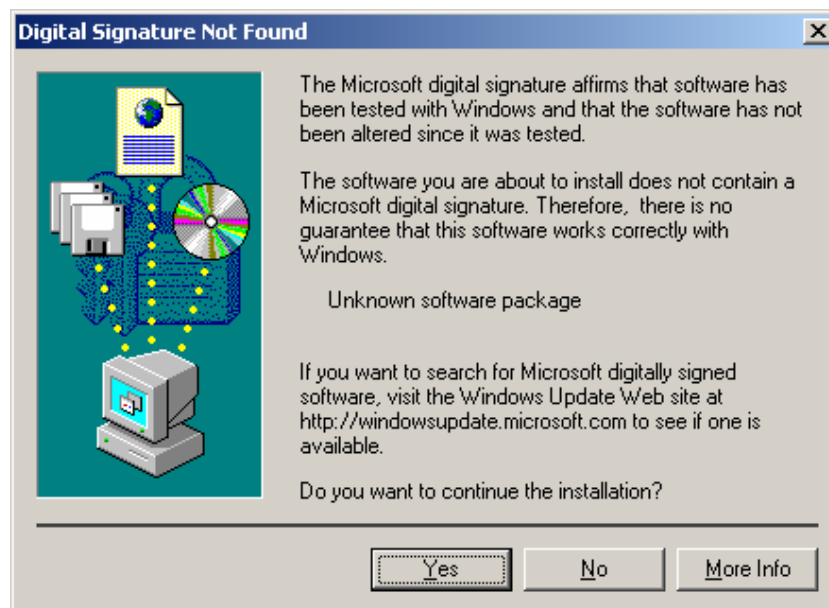 Digital Signature Not Found
The Microsoft digital signature affirms that software has
been tested with Windows and that the software has not
been altered since it was tested.
The software you are about to install does not contain a
Microsoft digital signature. Therefore, there is no
guarantee that this software works correctly with
Windows.
Unknown software package
If you want to search for Microsoft digitally signed
software, visit the Windows Update Web site at
http://windowsupdate.microsoft.com to see if one is
available.
Do you want to continue the installation?
Yes
No
More Info